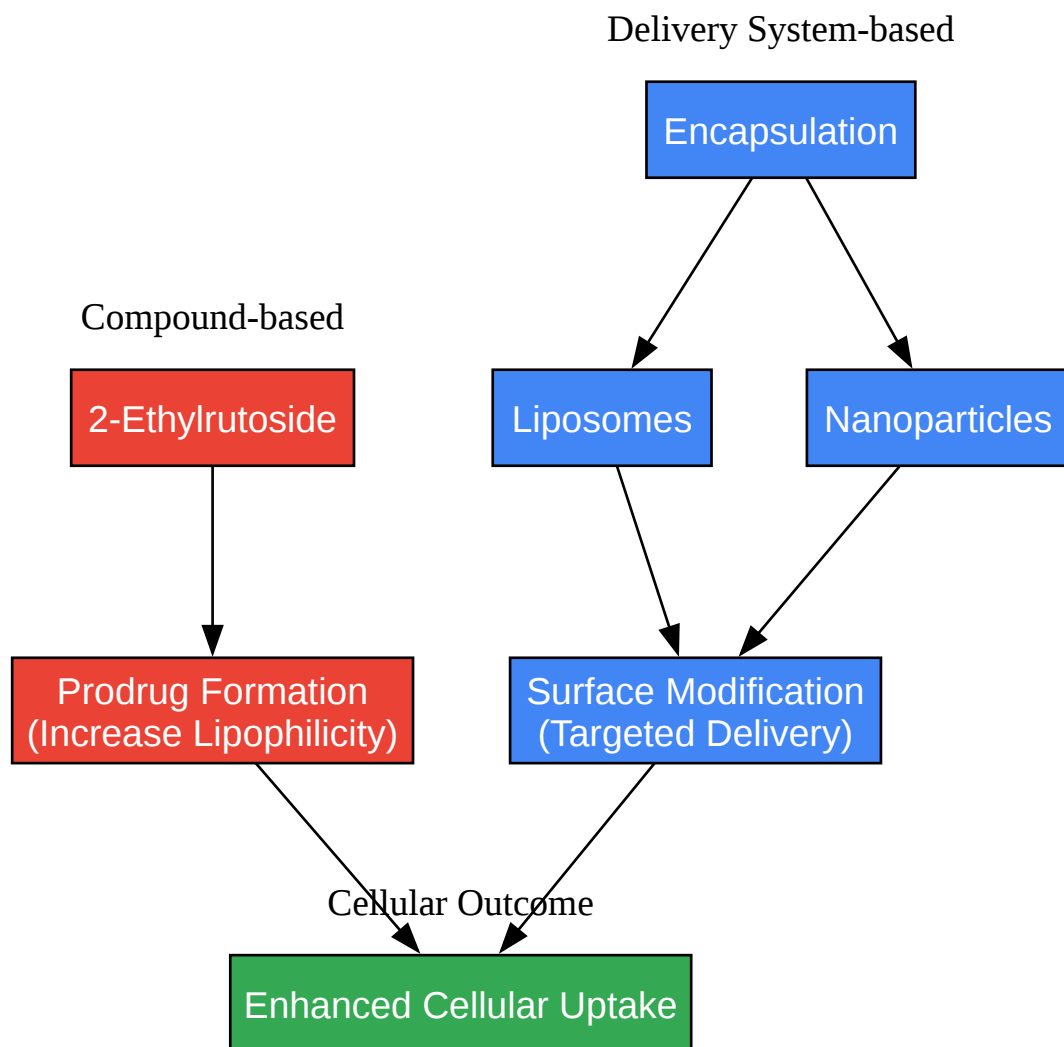 Delivery System-based
Encapsulation
Compound-based
2-Ethylrutoside
Liposomes
Nanoparticles
Prodrug Formation
(Increase Lipophilicity)
Surface Modification
(Targeted Delivery)
Cellular Outcome
Enhanced Cellular Uptake